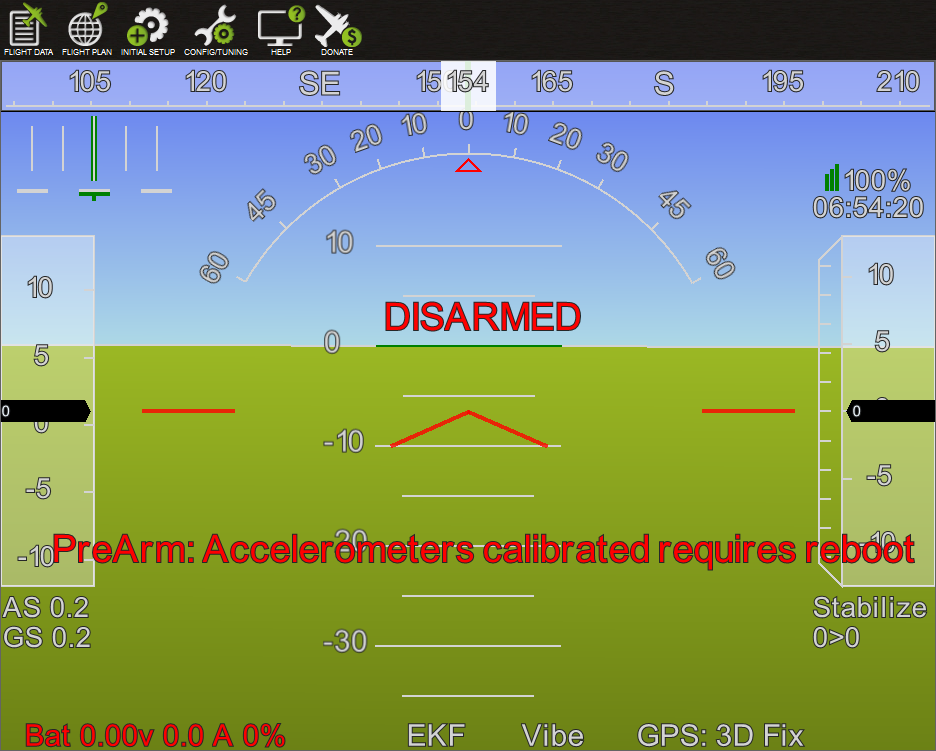 FLIGHT DATA FLIGHT PLAN INITIAL SETUP CONFIG/TUNING HELP DONATE
105 120 SE 15 154 165 S 195 210
60 45 30 20 10 0 10 20 30 45 60
100%
06:54:20
10
0
-10
-20
-30
DISARMED
10
5
0
0
-5
-10
10
5
0
-5
-10
PreArm: Accelerometers calibrated requires reboot
AS 0.2
GS 0.2
Stabilize
0>0
Bat 0.00v 0.0 A 0% EKF Vibe GPS: 3D Fix